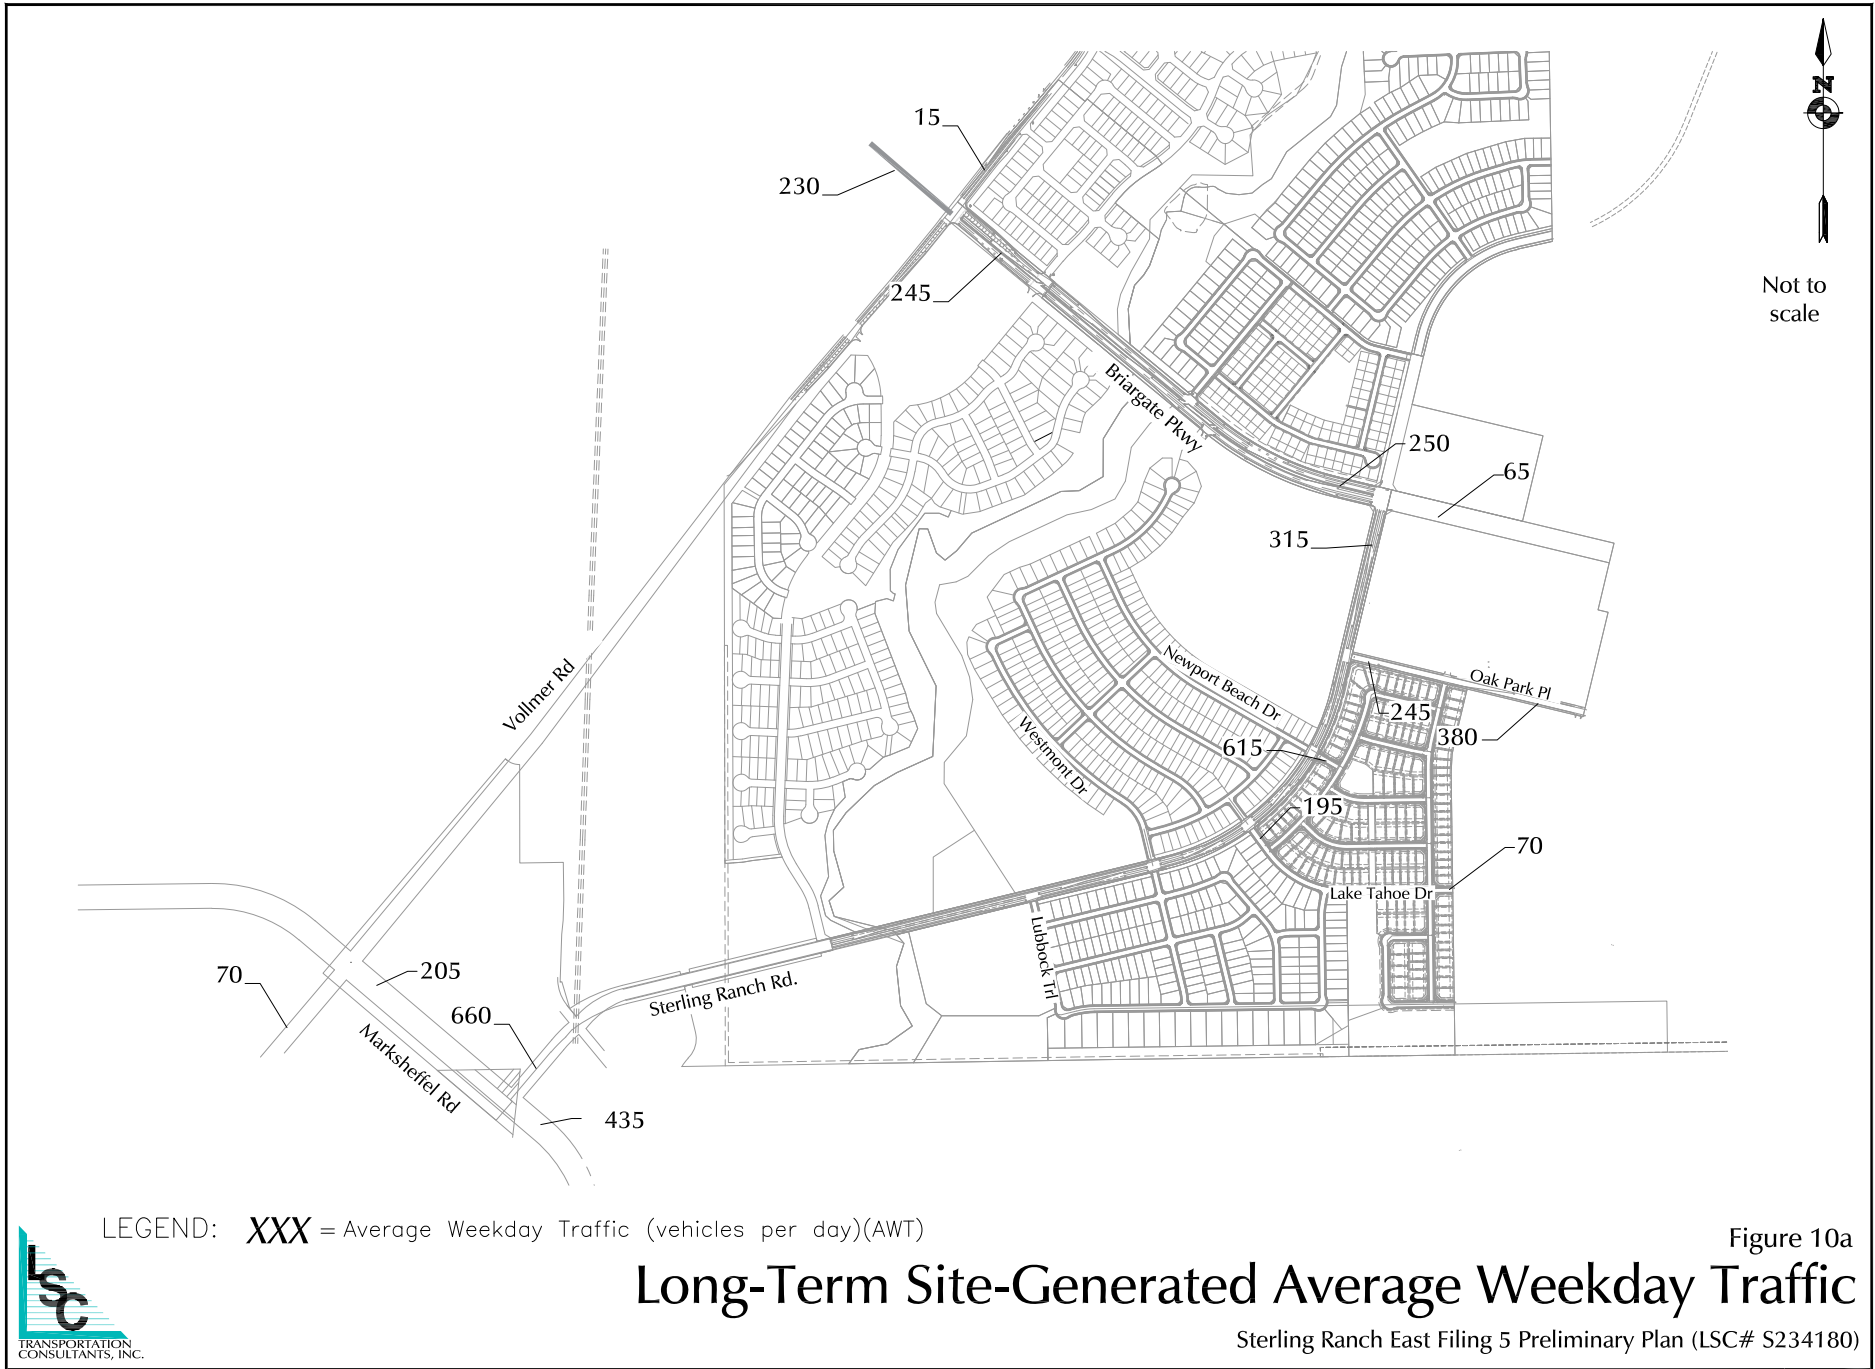 15
N
230
245
Not to
scale
Briargate Pkwy
250
65
315
Vollmer Rd
Newport Beach Dr
Oak Park Pl
245
Westmont Dr
615
380
195
70
Lake Tahoe Dr
Lubbock Trl
70
205
Sterling Ranch Rd.
660
Marksheffel Rd
435
LEGEND: XXX = Average Weekday Traffic (vehicles per day)(AWT)
Figure 10a
Long-Term Site-Generated Average Weekday Traffic
Sterling Ranch East Filing 5 Preliminary Plan (LSC# S234180)
LSC
TRANSPORTATION
CONSULTANTS, INC.